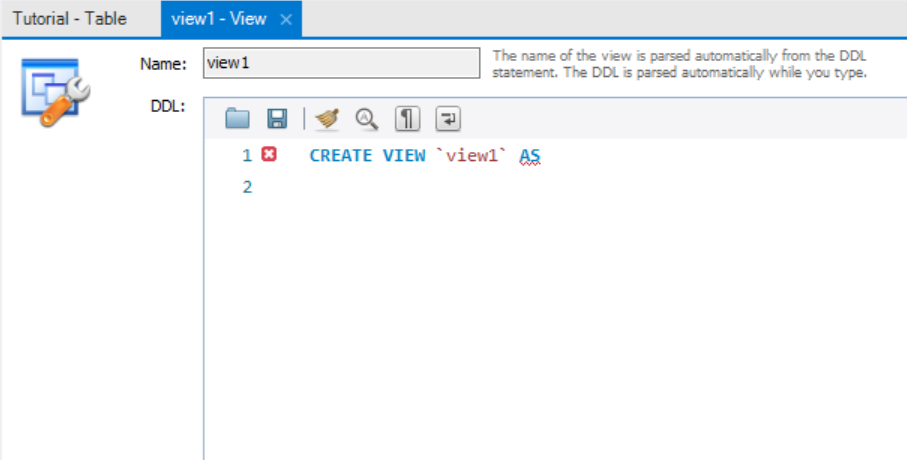 Tutorial - Table
view1 - View ×
Name: view1
The name of the view is parsed automatically from the DDL
statement. The DDL is parsed automatically while you type.
DDL:
1 CREATE VIEW `view1` AS
2